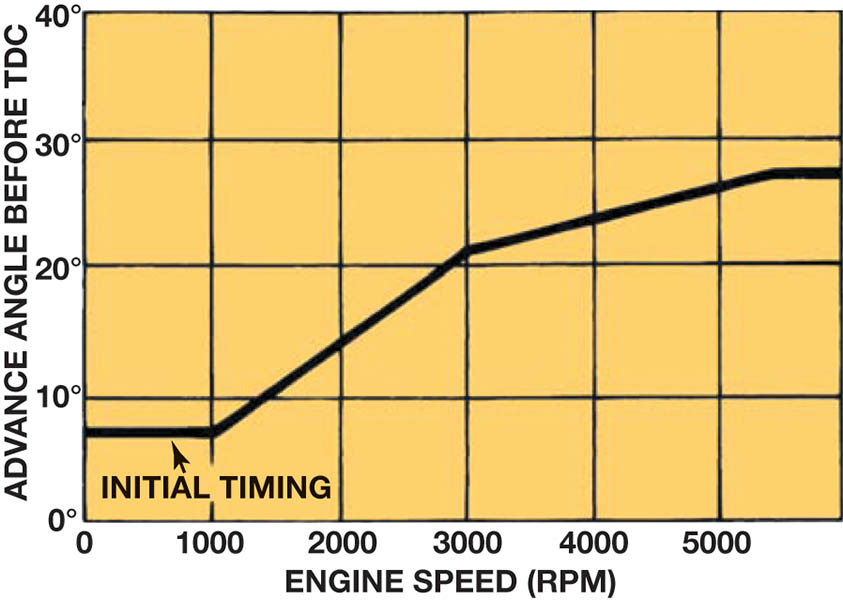 ADVANCE ANGLE BEFORE TDC
40°
30°
20°
10°
0°
INITIAL TIMING
0 1000 2000 3000 4000 5000
ENGINE SPEED (RPM)